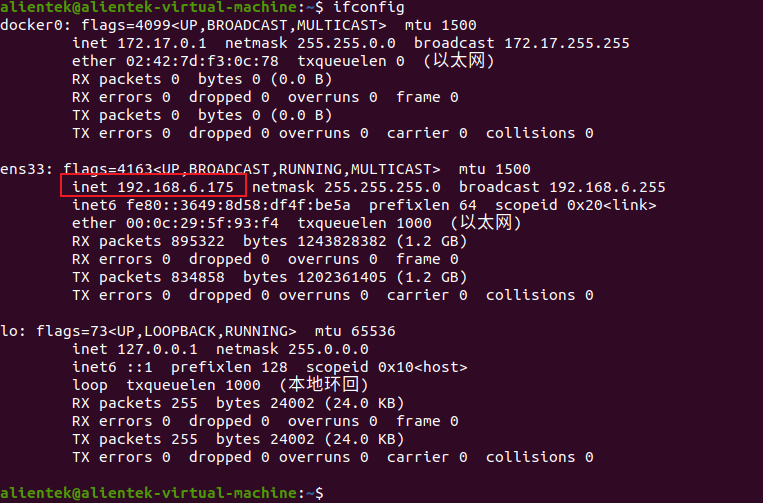 alientek@alientek-virtual-machine:~$ ifconfig
docker0: flags=4099<UP,BROADCAST,MULTICAST>  mtu 1500
        inet 172.17.0.1  netmask 255.255.0.0  broadcast 172.17.255.255
        ether 02:42:7d:f3:0c:78  txqueuelen 0  (以太网)
        RX packets 0  bytes 0 (0.0 B)
        RX errors 0  dropped 0  overruns 0  frame 0
        TX packets 0  bytes 0 (0.0 B)
        TX errors 0  dropped 0 overruns 0  carrier 0  collisions 0

ens33: flags=4163<UP,BROADCAST,RUNNING,MULTICAST>  mtu 1500
        inet 192.168.6.175  netmask 255.255.255.0  broadcast 192.168.6.255
        inet6 fe80::3649:8d58:df4f:be5a  prefixlen 64  scopeid 0x20<link>
        ether 00:0c:29:5f:93:f4  txqueuelen 1000  (以太网)
        RX packets 895322  bytes 1243828382 (1.2 GB)
        RX errors 0  dropped 0  overruns 0  frame 0
        TX packets 834858  bytes 1202361405 (1.2 GB)
        TX errors 0  dropped 0 overruns 0  carrier 0  collisions 0

lo: flags=73<UP,LOOPBACK,RUNNING>  mtu 65536
        inet 127.0.0.1  netmask 255.0.0.0
        inet6 ::1  prefixlen 128  scopeid 0x10<host>
        loop  txqueuelen 1000  (本地环回)
        RX packets 255  bytes 24002 (24.0 KB)
        RX errors 0  dropped 0  overruns 0  frame 0
        TX packets 255  bytes 24002 (24.0 KB)
        TX errors 0  dropped 0 overruns 0  carrier 0  collisions 0

alientek@alientek-virtual-machine:~$